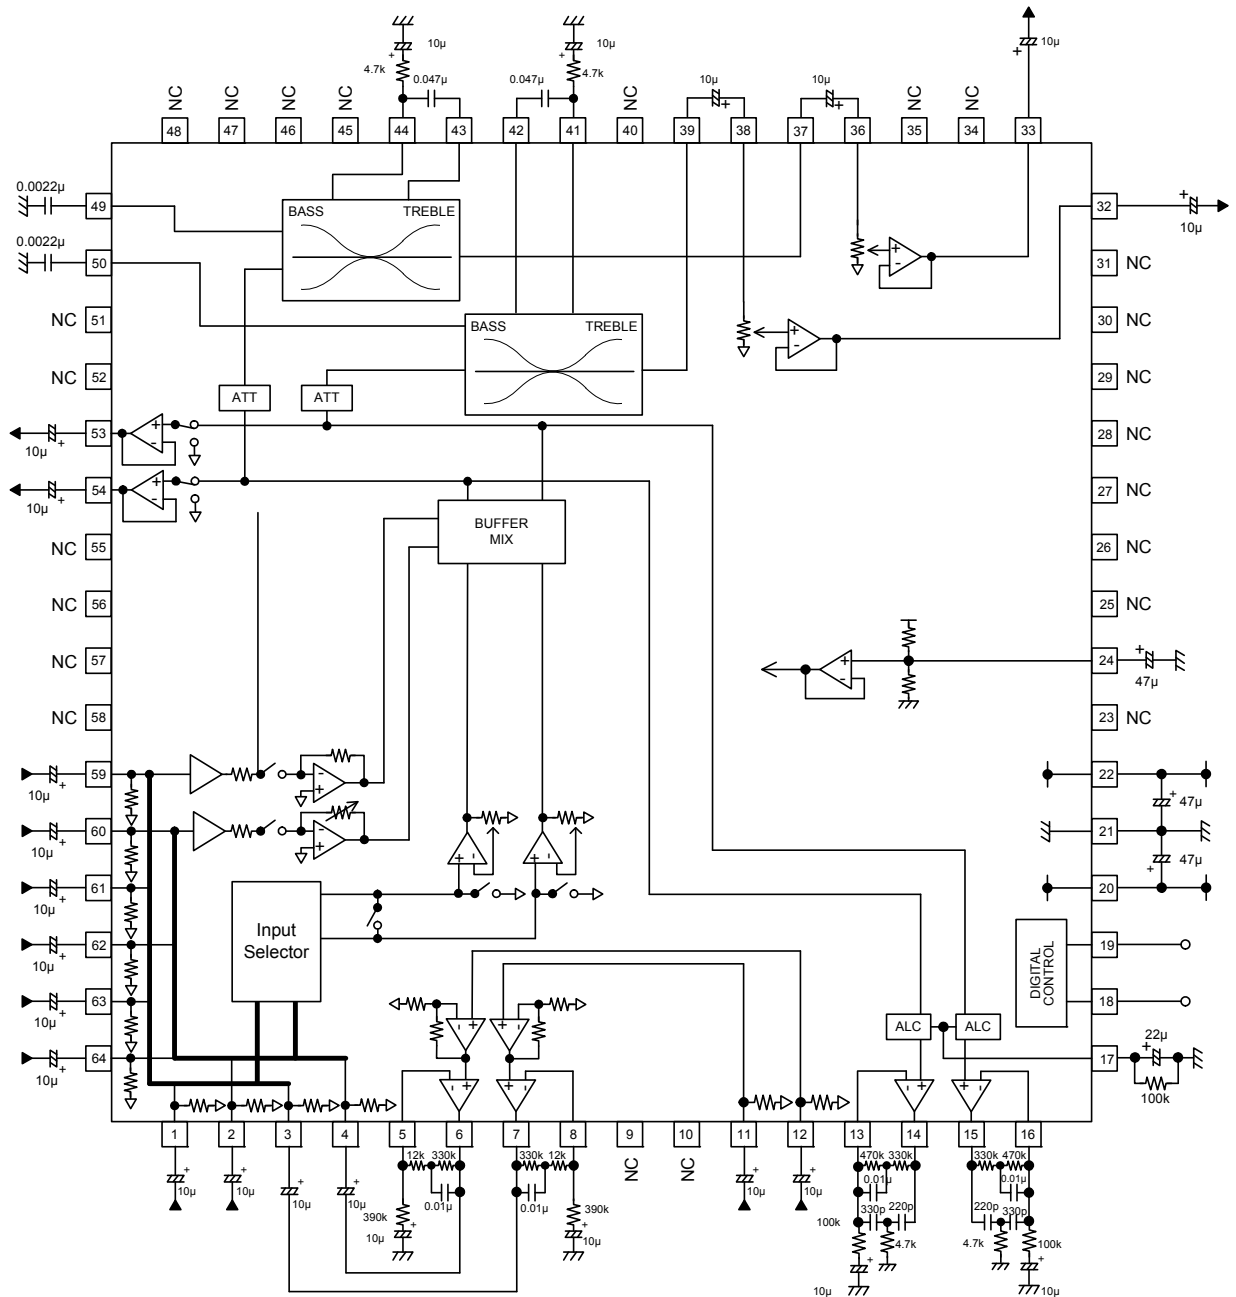 10µ
10µ
10µ
+
+
+
4.7k
0.047µ
0.047µ
4.7k
10µ
10µ
+
+
NC NC NC NC NC NC NC
48 47 46 45 44 43 42 41 40 39 38 37 36 35 34 33
0.0022µ
49
BASS TREBLE
+
-
32
+
10µ
0.0022µ
50
31 NC
NC 51
BASS TREBLE
+
-
30 NC
NC 52
29 NC
ATT ATT
10µ
+
53
+
-
28 NC
10µ
+
54
+
-
27 NC
BUFFER
MIX
NC 55
26 NC
NC 56
25 NC
NC 57
+
-
24
+
47µ
NC 58
23 NC
10µ
+
59
-
+
22
+
47µ
10µ
+
60
-
+
21
+ - + -
+
47µ
10µ
+
61
20
Input
Selector
10µ
+
62
19
DIGITAL
CONTROL
10µ
+
63
18
- + + -
ALC ALC
22µ
+
10µ
+
64
17
100k
- + + -
- + + -
1 2 3 4 5 6 7 8 9 10 11 12 13 14 15 16
NC NC
12k 330k 330k 12k
470k 330k 330k 470k
+ + + +
10µ 10µ 10µ 10µ
0.01µ 0.01µ
+ +
10µ 10µ
0.01µ 0.01µ
390k 390k
330p 220p 220p 330p
100k 4.7k 4.7k 100k
+ +
10µ 10µ
+ +
10µ 10µ